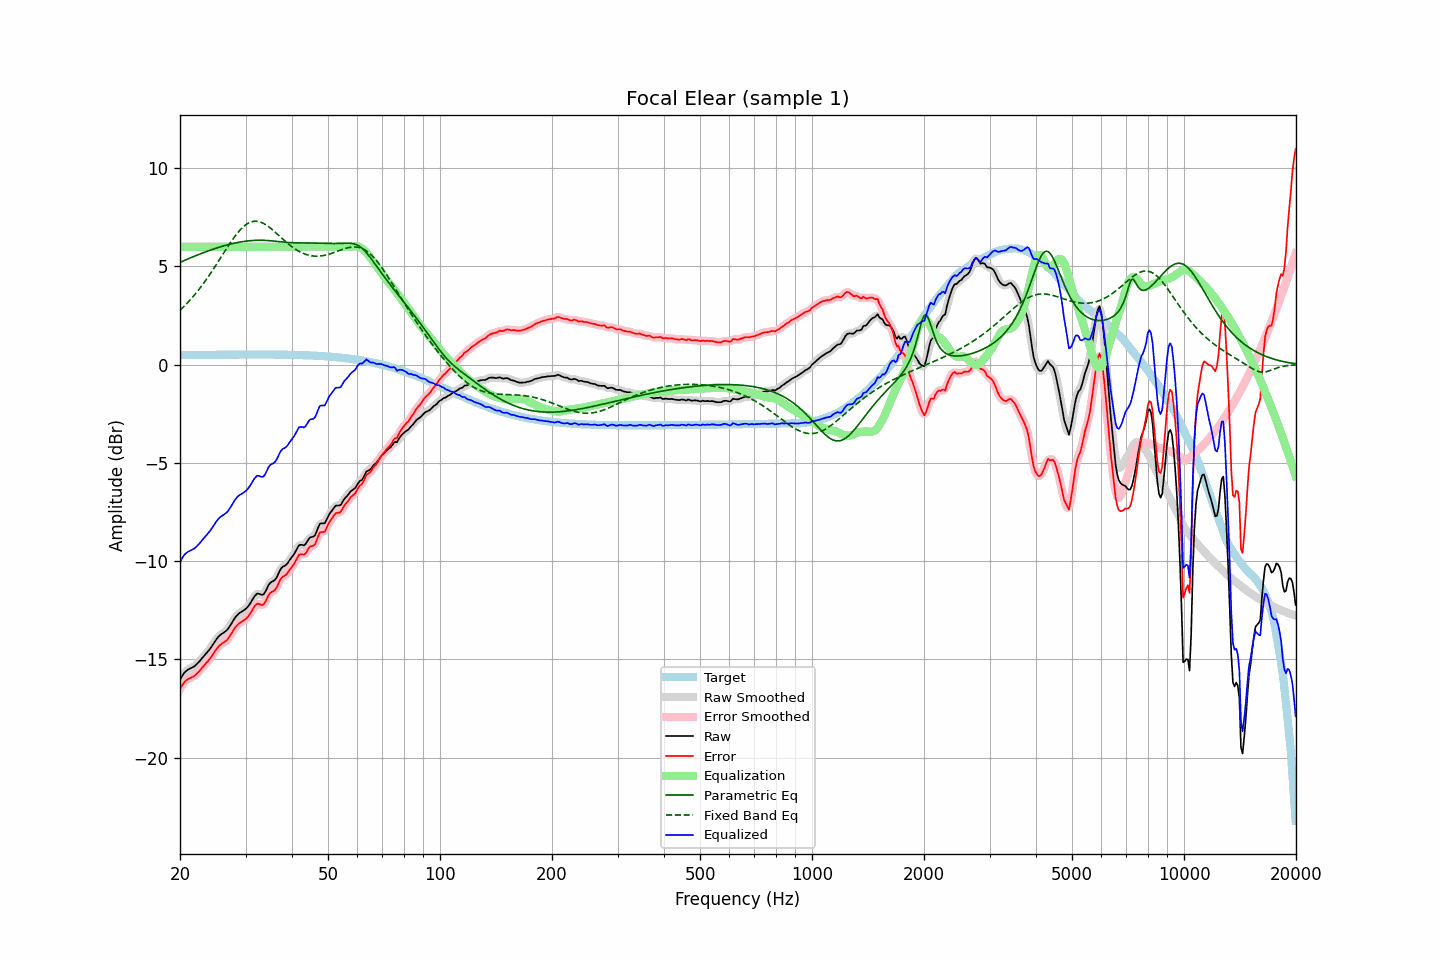 Focal Elear (sample 1)
10
5
0
−5
−10
−15
−20
Amplitude (dBr)
Target
Raw Smoothed
Error Smoothed
Raw
Error
Equalization
Parametric Eq
Fixed Band Eq
Equalized
20 50 100 200 500 1000 2000 5000 10000 20000
Frequency (Hz)